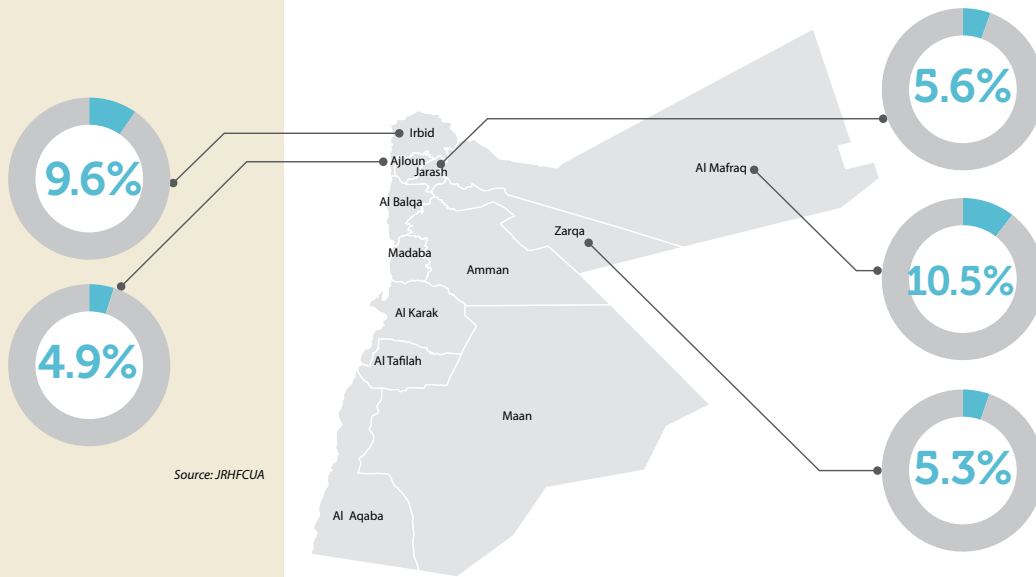 5.6%
9.6%
Irbid
Ajloun
Jarash
Al Mafraq
Al Balqa
Zarqa
Madaba
Amman
10.5%
Al Karak
4.9%
Al Tafilah
Maan
5.3%
Source: JRHFCUA
Al Aqaba